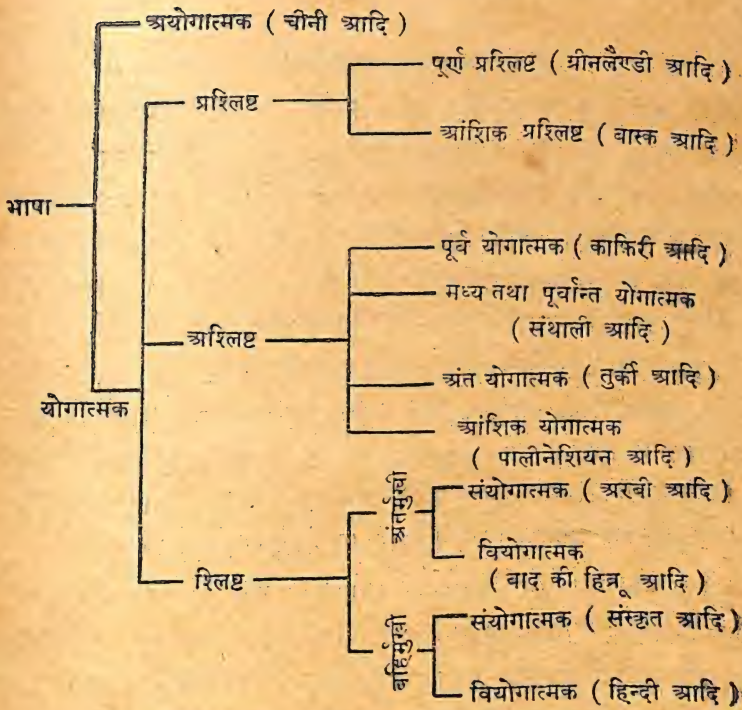 अयोगात्मक ( चीनी आदि )
पूर्ण प्रश्लिष्ट ( ग्रीनलैण्डी आदि )
प्रश्लिष्ट
आंशिक प्रश्लिष्ट ( वास्क आदि )
भाषा
पूर्व योगात्मक ( काफ़िरी आदि )
मध्य तथा पूर्वान्त योगात्मक
( संथाली आदि )
अश्लिष्ट
अंत योगात्मक ( तुर्की आदि )
योगात्मक
आंशिक योगात्मक
( पालीनेशियन आदि )
अंतर्मुखी
संयोगात्मक ( अरबी आदि )
वियोगात्मक
( बाद की हिब्रू आदि )
श्लिष्ट
बहिर्मुखी
संयोगात्मक ( संस्कृत आदि )
वियोगात्मक ( हिन्दी आदि )